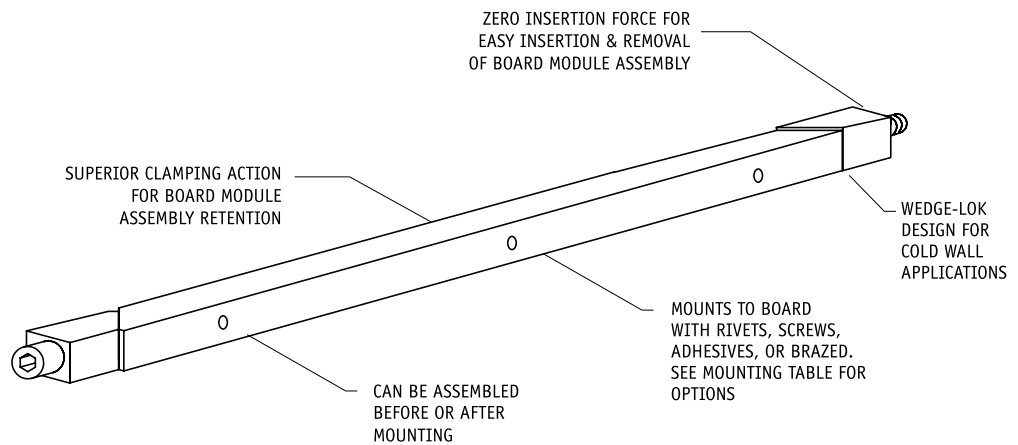 ZERO INSERTION FORCE FOR
EASY INSERTION & REMOVAL
OF BOARD MODULE ASSEMBLY
SUPERIOR CLAMPING ACTION
FOR BOARD MODULE
ASSEMBLY RETENTION
WEDGE-LOK
DESIGN FOR
COLD WALL
APPLICATIONS
MOUNTS TO BOARD
WITH RIVETS, SCREWS,
ADHESIVES, OR BRAZED.
SEE MOUNTING TABLE FOR
OPTIONS
CAN BE ASSEMBLED
BEFORE OR AFTER
MOUNTING